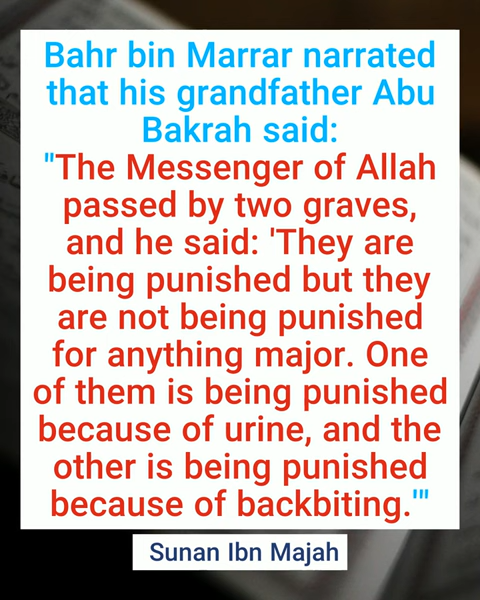 Bahr bin Marrar narrated
that his grandfather Abu
Bakrah said:
"The Messenger of Allah
passed by two graves,
and he said: 'They are
being punished but they
are not being punished
for anything major. One
of them is being punished
because of urine, and the
other is being punished
because of backbiting.'"
Sunan Ibn Majah